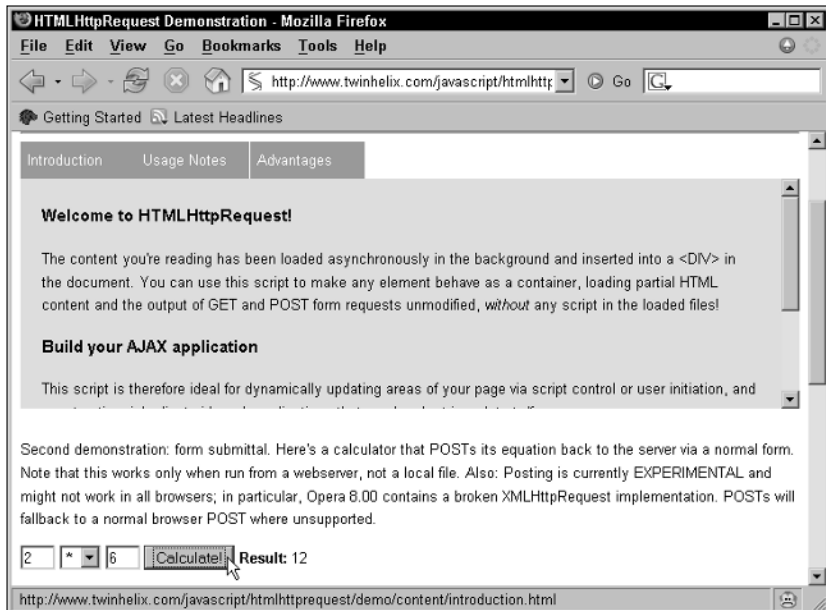 HTMLHttpRequest Demonstration - Mozilla Firefox
File Edit View Go Bookmarks Tools Help
http://www.twinhelix.com/javascript/htmlhttp Go G
Getting Started Latest Headlines
Introduction Usage Notes Advantages
Welcome to HTMLHttpRequest!
The content you're reading has been loaded asynchronously in the background and inserted into a <DIV> in
the document. You can use this script to make any element behave as a container, loading partial HTML
content and the output of GET and POST form requests unmodified, without any script in the loaded files!
Build your AJAX application
This script is therefore ideal for dynamically updating areas of your page via script control or user initiation, and
Second demonstration: form submittal. Here's a calculator that POSTs its equation back to the server via a normal form.
Note that this works only when run from a webserver, not a local file. Also: Posting is currently EXPERIMENTAL and
might not work in all browsers; in particular, Opera 8.00 contains a broken XMLHttpRequest implementation. POSTs will
fallback to a normal browser POST where unsupported.
2 * 6 Calculate! Result: 12
http://www.twinhelix.com/javascript/htmlhttprequest/demo/content/introduction.html